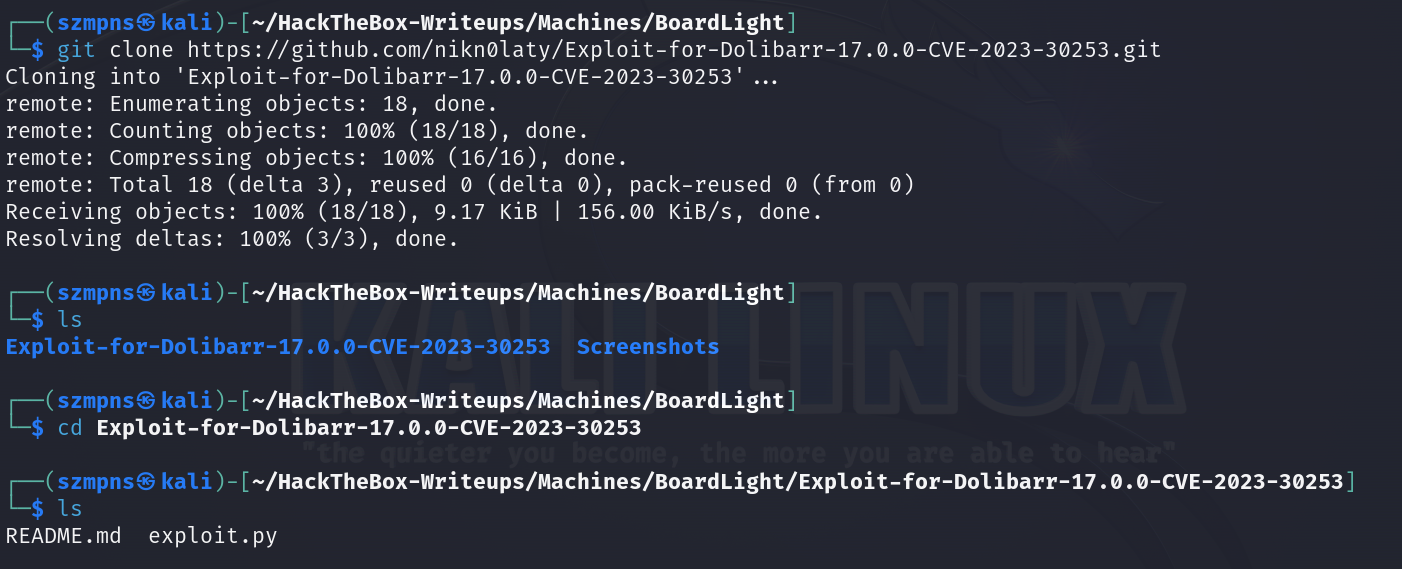 ┌──(szmpns㉿kali)-[~/HackTheBox-Writeups/Machines/BoardLight]
└─$ git clone https://github.com/nikn0laty/Exploit-for-Dolibarr-17.0.0-CVE-2023-30253.git
Cloning into 'Exploit-for-Dolibarr-17.0.0-CVE-2023-30253'...
remote: Enumerating objects: 18, done.
remote: Counting objects: 100% (18/18), done.
remote: Compressing objects: 100% (16/16), done.
remote: Total 18 (delta 3), reused 0 (delta 0), pack-reused 0 (from 0)
Receiving objects: 100% (18/18), 9.17 KiB | 156.00 KiB/s, done.
Resolving deltas: 100% (3/3), done.
┌──(szmpns㉿kali)-[~/HackTheBox-Writeups/Machines/BoardLight]
└─$ ls
Exploit-for-Dolibarr-17.0.0-CVE-2023-30253  Screenshots
┌──(szmpns㉿kali)-[~/HackTheBox-Writeups/Machines/BoardLight]
└─$ cd Exploit-for-Dolibarr-17.0.0-CVE-2023-30253
KALI LINUX
"the quieter you become, the more you are able to hear"
┌──(szmpns㉿kali)-[~/HackTheBox-Writeups/Machines/BoardLight/Exploit-for-Dolibarr-17.0.0-CVE-2023-30253]
└─$ ls
README.md  exploit.py